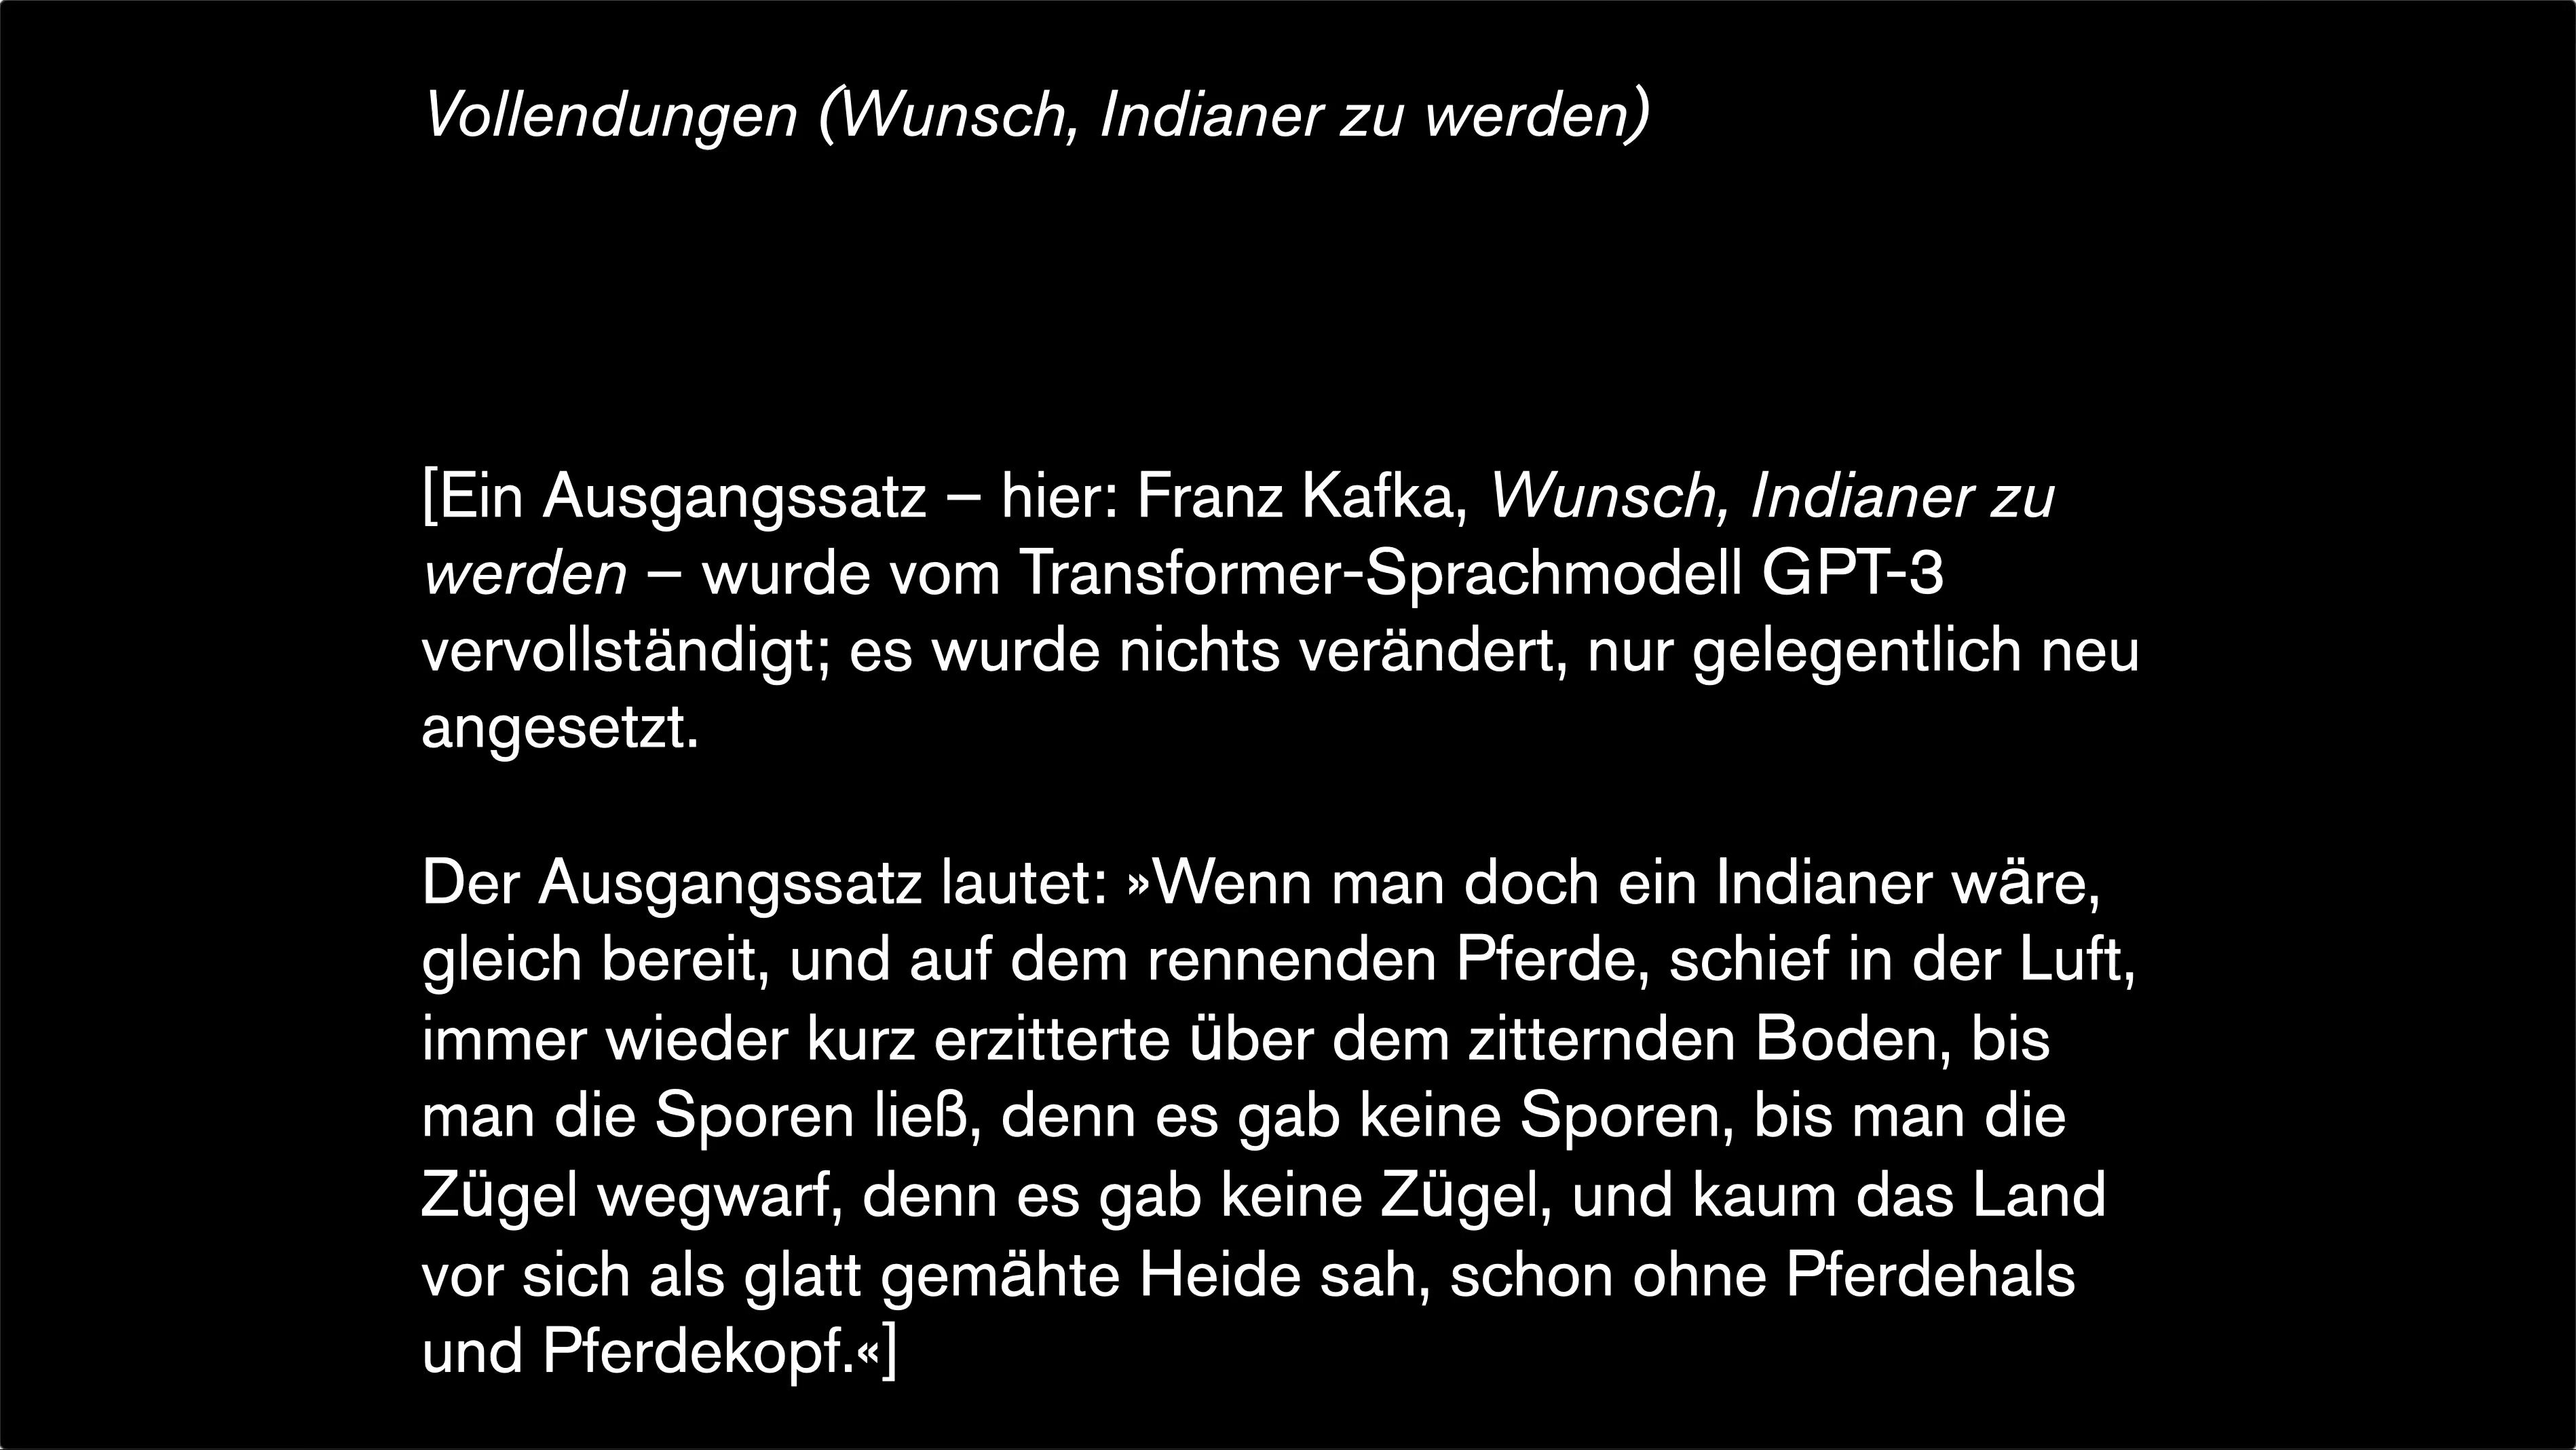 Vollendungen (Wunsch, Indianer zu werden)
[Ein Ausgangssatz – hier: Franz Kafka, Wunsch, Indianer zu
werden – wurde vom Transformer-Sprachmodell GPT-3
vervollständigt; es wurde nichts verändert, nur gelegentlich neu
angesetzt.
Der Ausgangssatz lautet: »Wenn man doch ein Indianer wäre,
gleich bereit, und auf dem rennenden Pferde, schief in der Luft,
immer wieder kurz erzitterte über dem zitternden Boden, bis
man die Sporen ließ, denn es gab keine Sporen, bis man die
Zügel wegwarf, denn es gab keine Zügel, und kaum das Land
vor sich als glatt gemähte Heide sah, schon ohne Pferdehals
und Pferdekopf.«]